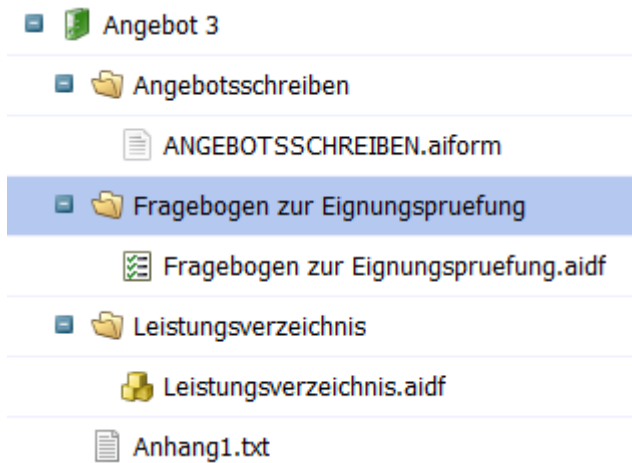 Angebot 3
Angebotsschreiben
ANGEBOTSSCHREIBEN.aiform
Fragebogen zur Eignungspruefung
Fragebogen zur Eignungspruefung.aidf
Leistungsverzeichnis
Leistungsverzeichnis.aidf
Anhang1.txt